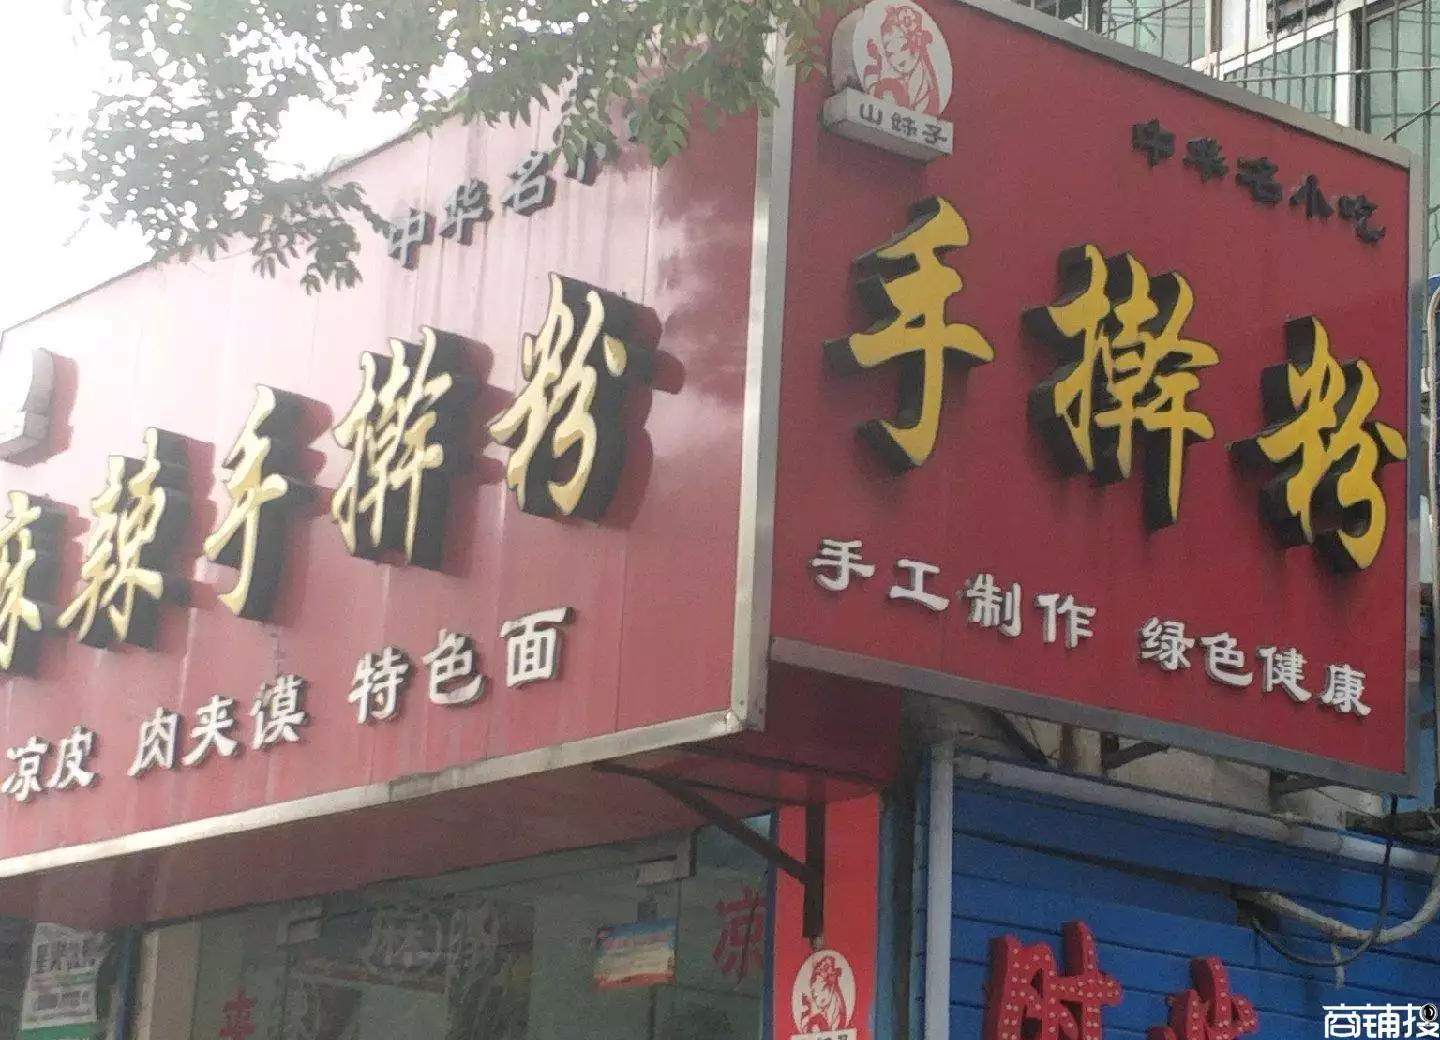 中华名小
麻辣手擀粉
凉皮 肉夹馍 特色面
山妹子
中华名小吃
手擀粉
手工制作 绿色健康
凉
商铺搜